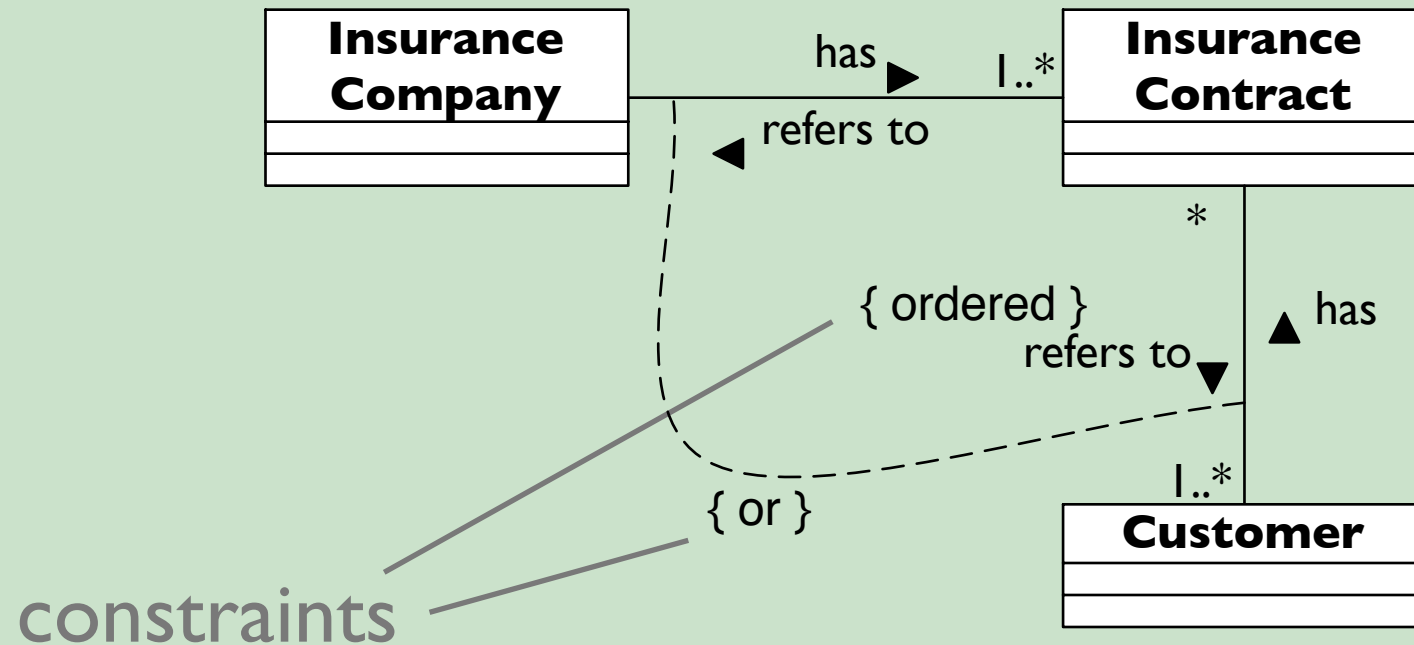 Insurance
Company
has
1..*
refers to
Insurance
Contract
*
{ ordered }
refers to
has
1..*
{ or }
Customer
constraints